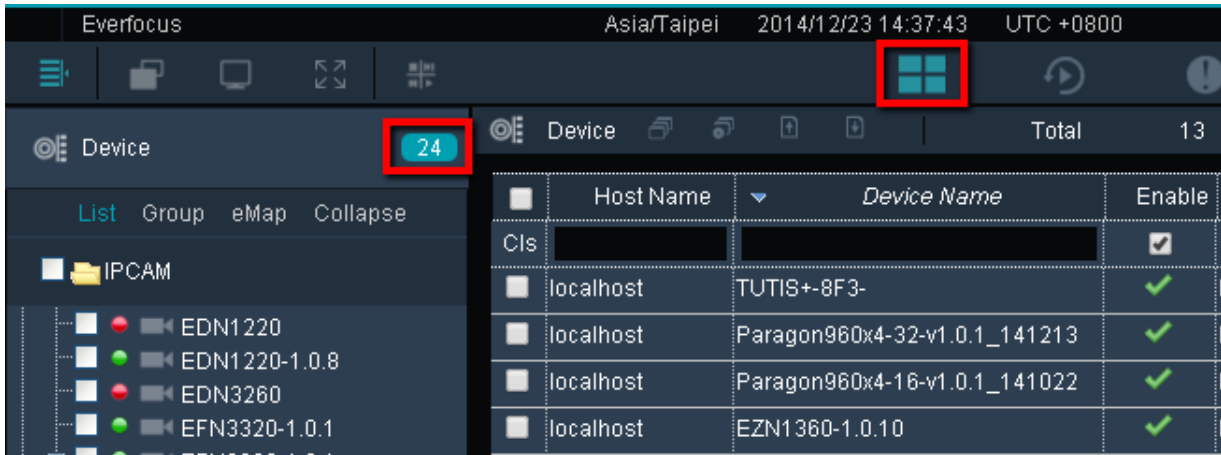 Everfocus Asia/Taipei 2014/12/23 14:37:43 UTC +0800
Device 24
Device Total 13
List Group eMap Collapse
IPCAM
EDN1220
EDN1220-1.0.8
EDN3260
EFN3320-1.0.1
Host Name Device Name Enable
Cls
localhost TUTIS+-8F3-
localhost Paragon960x4-32-v1.0.1_141213
localhost Paragon960x4-16-v1.0.1_141022
localhost EZN1360-1.0.10